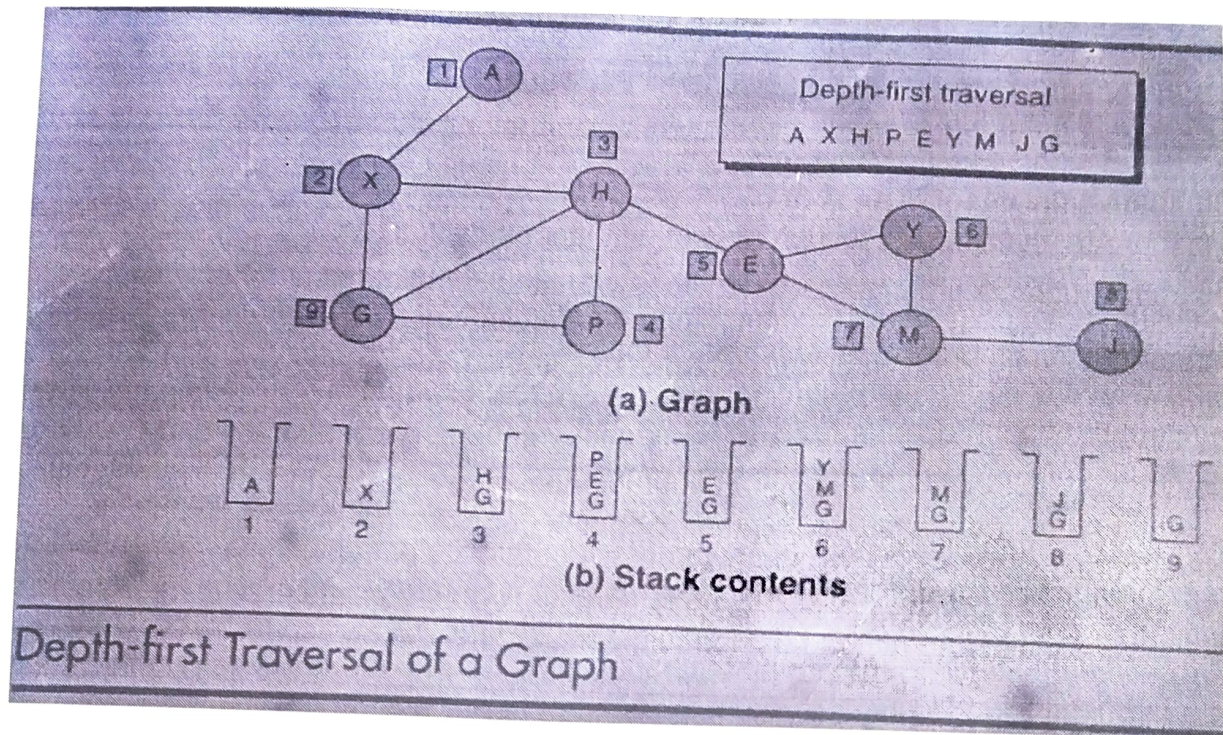 1 A
Depth-first traversal
A X H P E Y M J G
3
2 X
H
Y 6
5 E
8
9 G
P 4
7 M
J
(a) Graph
A
X
H
G
P
E
G
E
G
Y
M
G
M
G
J
G
G
1 2 3 4 5 6 7 8 9
(b) Stack contents
Depth-first Traversal of a Graph